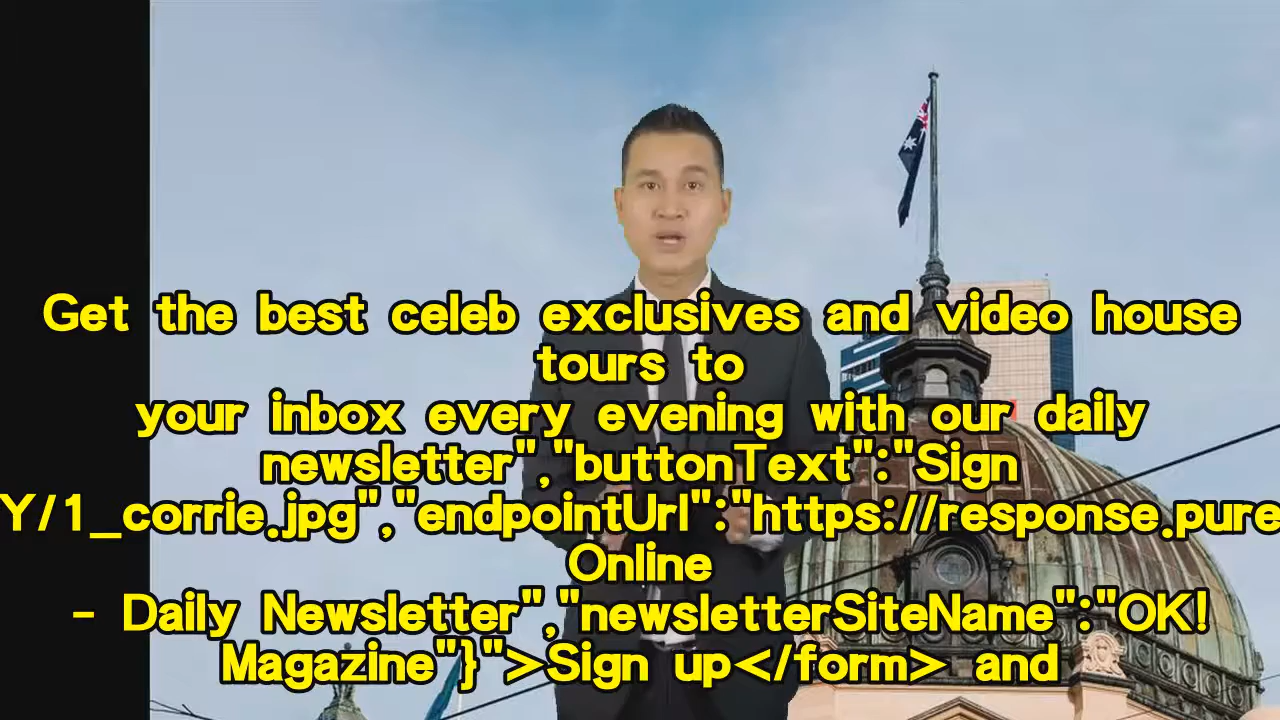 Get the best celeb exclusives and video house
tours to
your inbox every evening with our daily
newsletter","buttonText":"Sign
Y/1_corrie.jpg","endpointUrl":"https://response.pure
Online
- Daily Newsletter","newsletterSiteName":"OK!
Magazine"}">Sign up</form> and